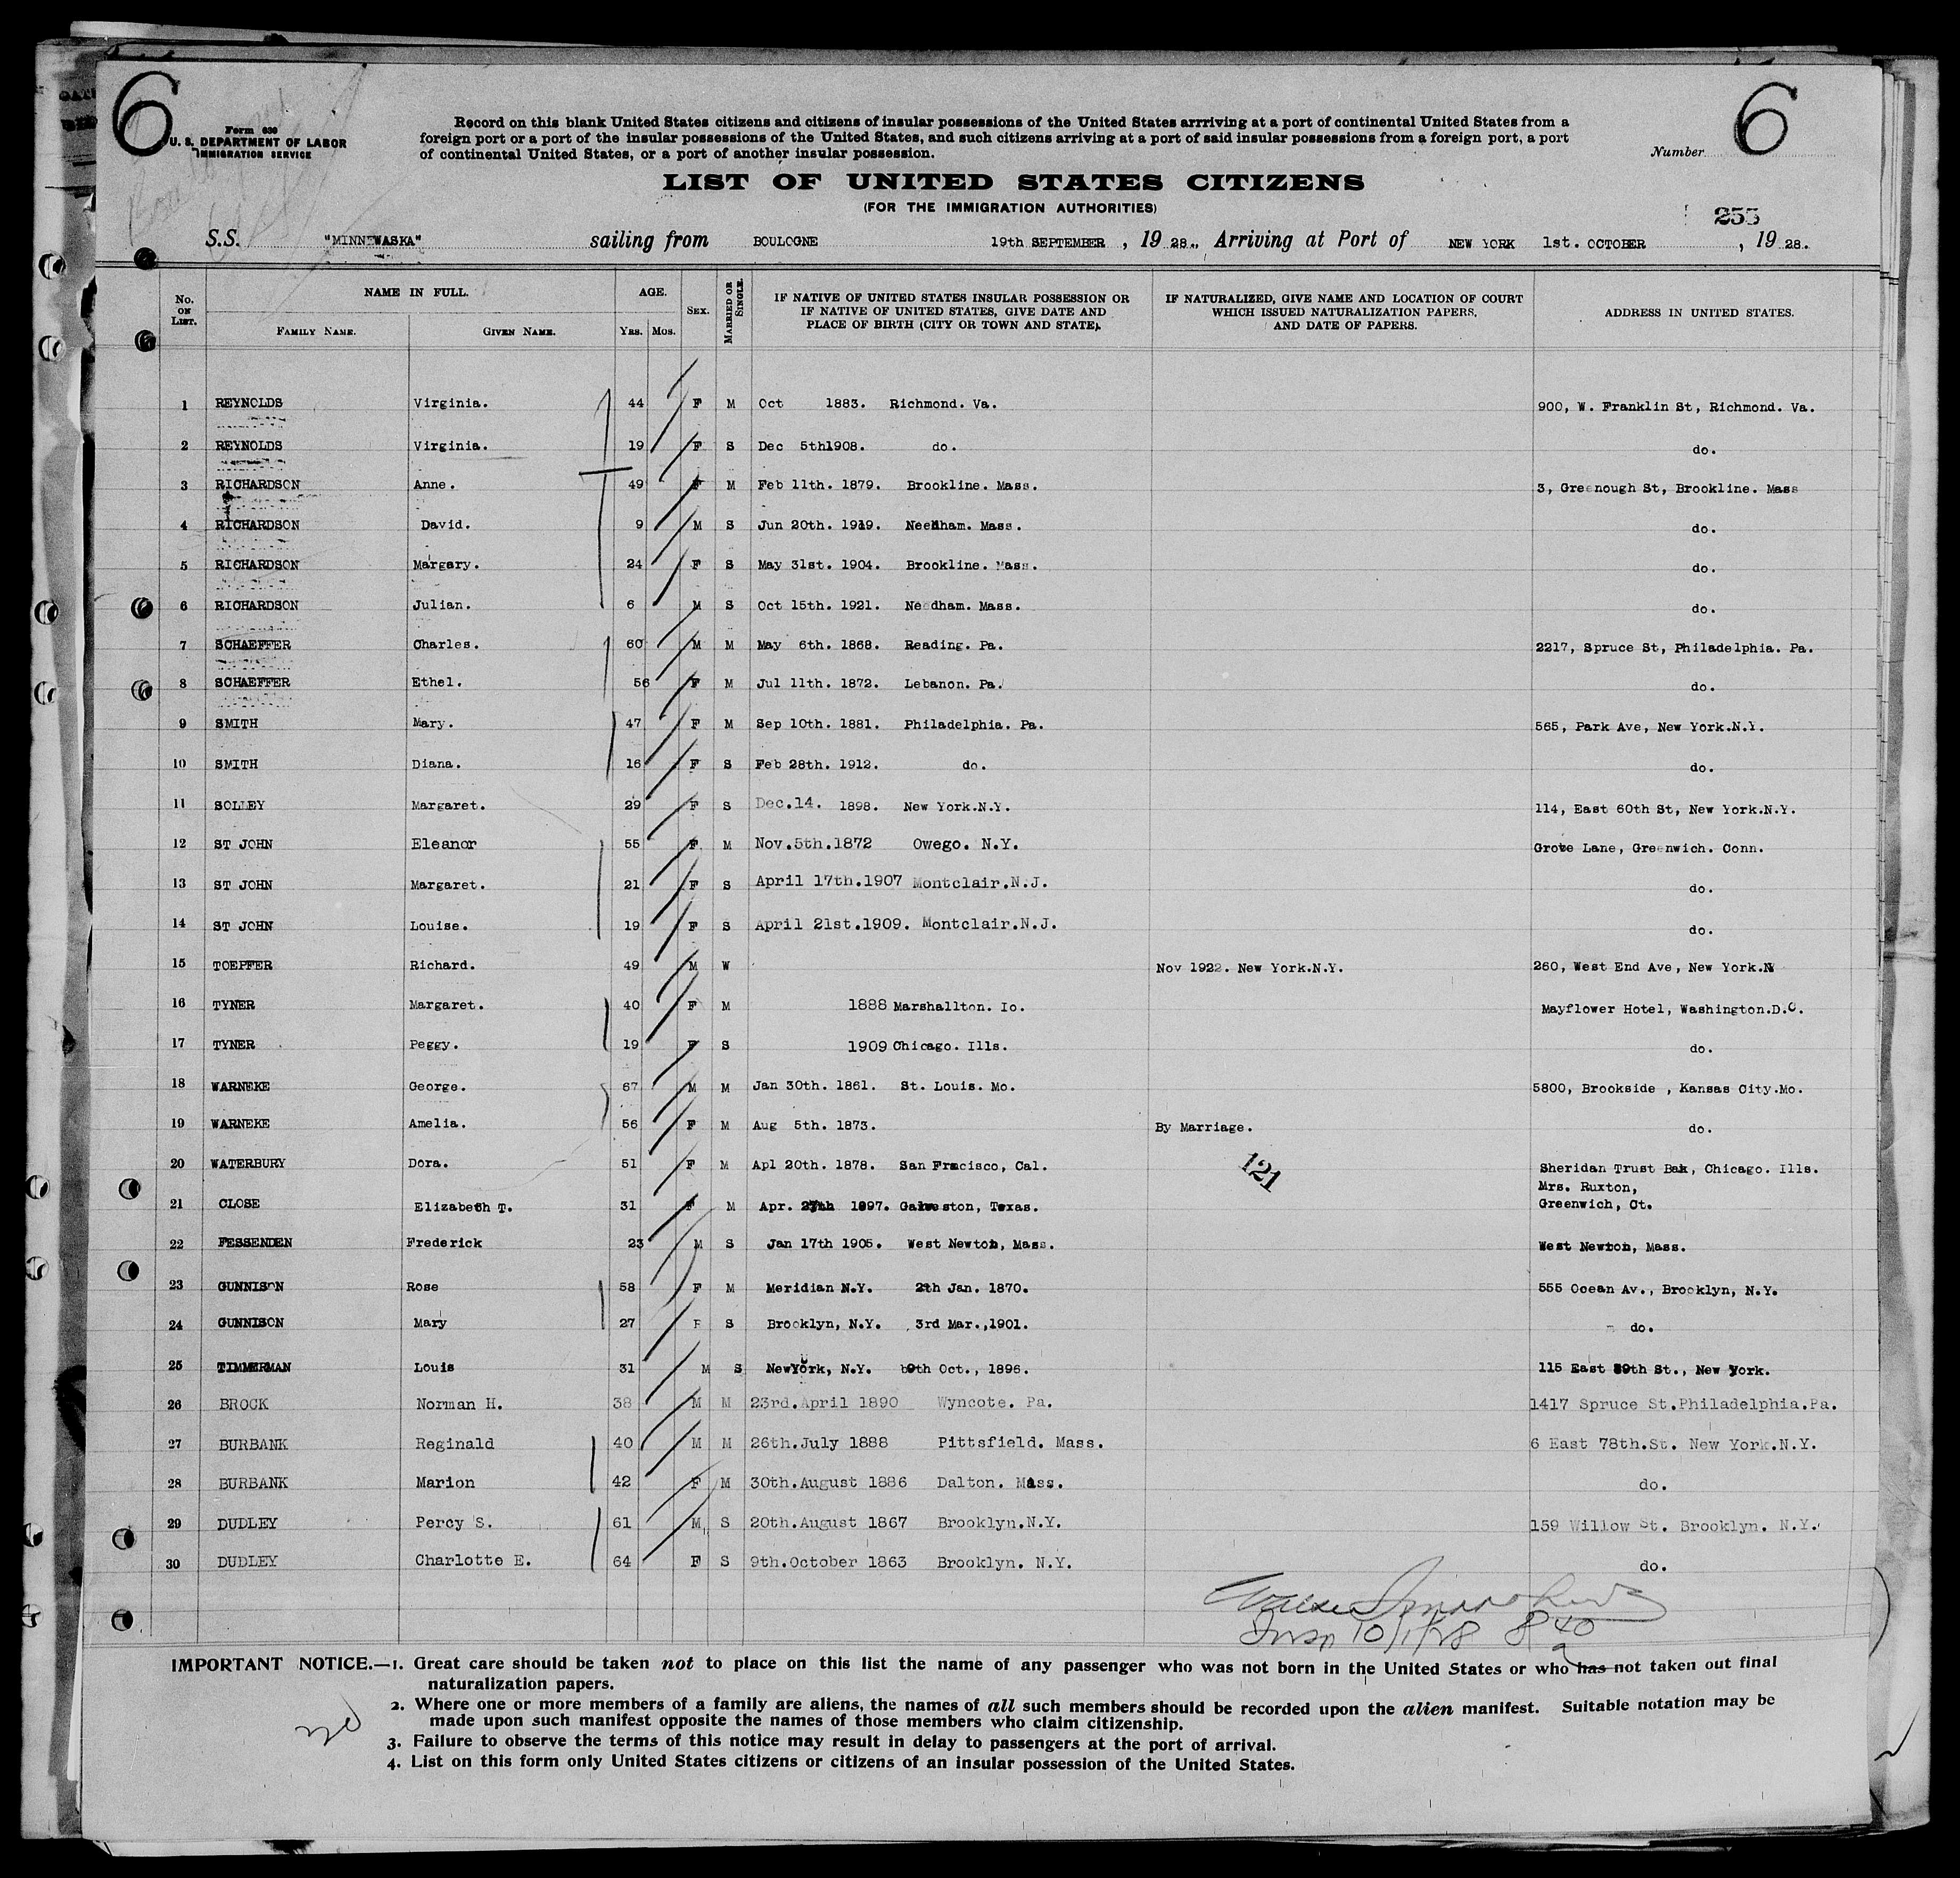 6
Form 630
U. S. DEPARTMENT OF LABOR
IMMIGRATION SERVICE
Record on this blank United States citizens and citizens of insular possessions of the United States arrriving at a port of continental United States from a
foreign port or a port of the insular possessions of the United States, and such citizens arriving at a port of said insular possessions from a foreign port, a port
of continental United States, or a port of another insular possession.
Number 6
LIST OF UNITED STATES CITIZENS
(FOR THE IMMIGRATION AUTHORITIES)
255
S.S. "MINNEWASKA" sailing from BOULOGNE 19th SEPTEMBER, 1928., Arriving at Port of NEW YORK 1st. OCTOBER, 1928.
No. ON LIST. NAME IN FULL. FAMILY NAME. GIVEN NAME. AGE. YRS. MOS. SEX. MARRIED OR SINGLE. IF NATIVE OF UNITED STATES INSULAR POSSESSION OR IF NATIVE OF UNITED STATES, GIVE DATE AND PLACE OF BIRTH (CITY OR TOWN AND STATE). IF NATURALIZED, GIVE NAME AND LOCATION OF COURT WHICH ISSUED NATURALIZATION PAPERS, AND DATE OF PAPERS. ADDRESS IN UNITED STATES.
1 REYNOLDS Virginia. 44 F M Oct 1883. Richmond. Va. 900, W. Franklin St, Richmond. Va.
2 REYNOLDS Virginia. 19 F S Dec 5th1908. do. do.
3 RICHARDSON Anne. 49 F M Feb 11th. 1879. Brookline. Mass. 3, Greenough St, Brookline. Mass
4 RICHARDSON David. 9 M S Jun 20th. 1919. Needham. Mass. do.
5 RICHARDSON Margary. 24 F S May 31st. 1904. Brookline. Mass. do.
6 RICHARDSON Julian. 6 M S Oct 15th. 1921. Needham. Mass. do.
7 SCHAEFFER Charles. 60 M M May 6th. 1868. Reading. Pa. 2217, Spruce St, Philadelphia. Pa.
8 SCHAEFFER Ethel. 56 F M Jul 11th. 1872. Lebanon. Pa. do.
9 SMITH Mary. 47 F M Sep 10th. 1881. Philadelphia. Pa. 565, Park Ave, New York.N.Y.
10 SMITH Diana. 16 F S Feb 28th. 1912. do. do.
11 SOLLEY Margaret. 29 F S Dec.14. 1898. New York.N.Y. 114, East 60th St, New York.N.Y.
12 ST JOHN Eleanor 55 F M Nov.5th.1872 Owego. N.Y. Grove Lane, Greenwich. Conn.
13 ST JOHN Margaret. 21 F S April 17th.1907 Montclair.N.J. do.
14 ST JOHN Louise. 19 F S April 21st.1909. Montclair.N.J. do.
15 TOEPFER Richard. 49 M W Nov 1922. New York.N.Y. 260, West End Ave, New York.N
16 TYNER Margaret. 40 F M 1888 Marshallton. Io. Mayflower Hotel, Washington.D.C.
17 TYNER Peggy. 19 F S 1909 Chicago. Ills. do.
18 WARNEKE George. 67 M M Jan 30th. 1861. St. Louis. Mo. 5800, Brookside , Kansas City.Mo.
19 WARNEKE Amelia. 56 F M Aug 5th. 1873. By Marriage. do.
20 WATERBURY Dora. 51 F M Apl 20th. 1878. San Frncisco, Cal. Sheridan Trust Bak, Chicago. Ills.
121
Mrs. Ruxton,
21 CLOSE Elizabeth T. 31 F M Apr. 27th 1897. Galveston, Texas. Greenwich, Ct.
22 FESSENDEN Frederick 23 M S Jan 17th 1905. West Newton, Mass. West Newton, Mass.
23 GUNNISON Rose 58 F M Meridian N.Y. 2th Jan. 1870. 555 Ocean Av., Brooklyn, N.Y.
24 GUNNISON Mary 27 F S Brooklyn, N.Y. 3rd Mar.,1901. do.
25 TIMMERMAN Louis 31 M S NewYork, N.Y. 9th Oct., 1896. 115 East 89th St., New York.
26 BROCK Norman H. 38 M M 23rd.April 1890 Wyncote. Pa. 1417 Spruce St.Philadelphia.Pa.
27 BURBANK Reginald 40 M M 26th.July 1888 Pittsfield. Mass. 6 East 78th.St. New York.N.Y.
28 BURBANK Marion 42 F M 30th.August 1886 Dalton. Mass. do.
29 DUDLEY Percy S. 61 M S 20th.August 1867 Brooklyn.N.Y. 159 Willow St. Brooklyn. N.Y.
30 DUDLEY Charlotte E. 64 F S 9th.October 1863 Brooklyn. N.Y. do.
10/1/28 8 40
IMPORTANT NOTICE.—1. Great care should be taken not to place on this list the name of any passenger who was not born in the United States or who has not taken out final
naturalization papers.
2. Where one or more members of a family are aliens, the names of all such members should be recorded upon the alien manifest. Suitable notation may be
made upon such manifest opposite the names of those members who claim citizenship.
3. Failure to observe the terms of this notice may result in delay to passengers at the port of arrival.
4. List on this form only United States citizens or citizens of an insular possession of the United States.